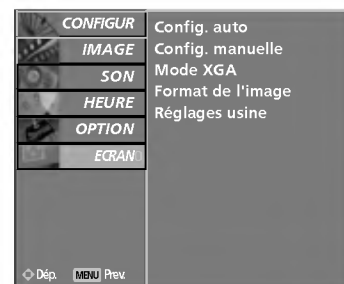 CONFIGUR
IMAGE
SON
HEURE
OPTION
ECRAN
Dép. MENU Prev.
Config. auto
Config. manuelle
Mode XGA
Format de l'image
Réglages usine